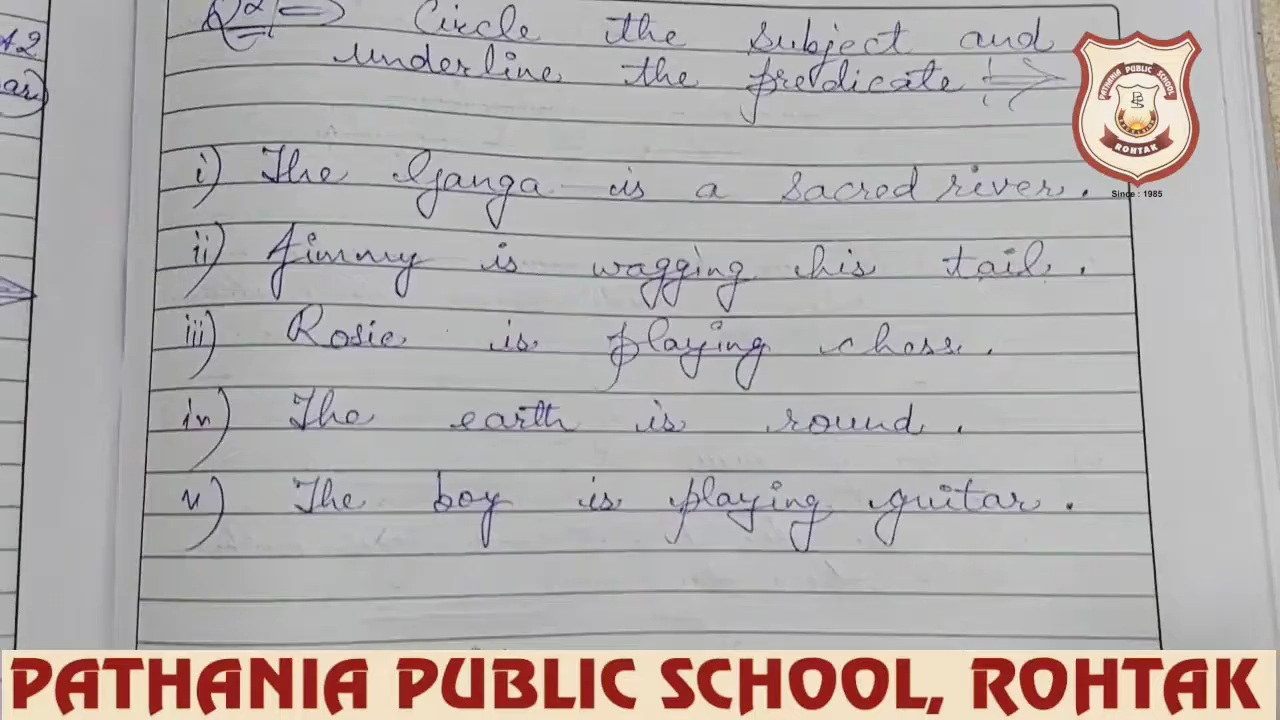 Q2 ⇒ Circle the subject and
underline the predicate :→
i) The Ganga is a sacred river.
ii) Jimmy is wagging his tail.
iii) Rosie is playing chess.
iv) The earth is round.
v) The boy is playing guitar.
PATHANIA PUBLIC SCHOOL
ROHTAK
Since : 1985
PATHANIA PUBLIC SCHOOL, ROHTAK